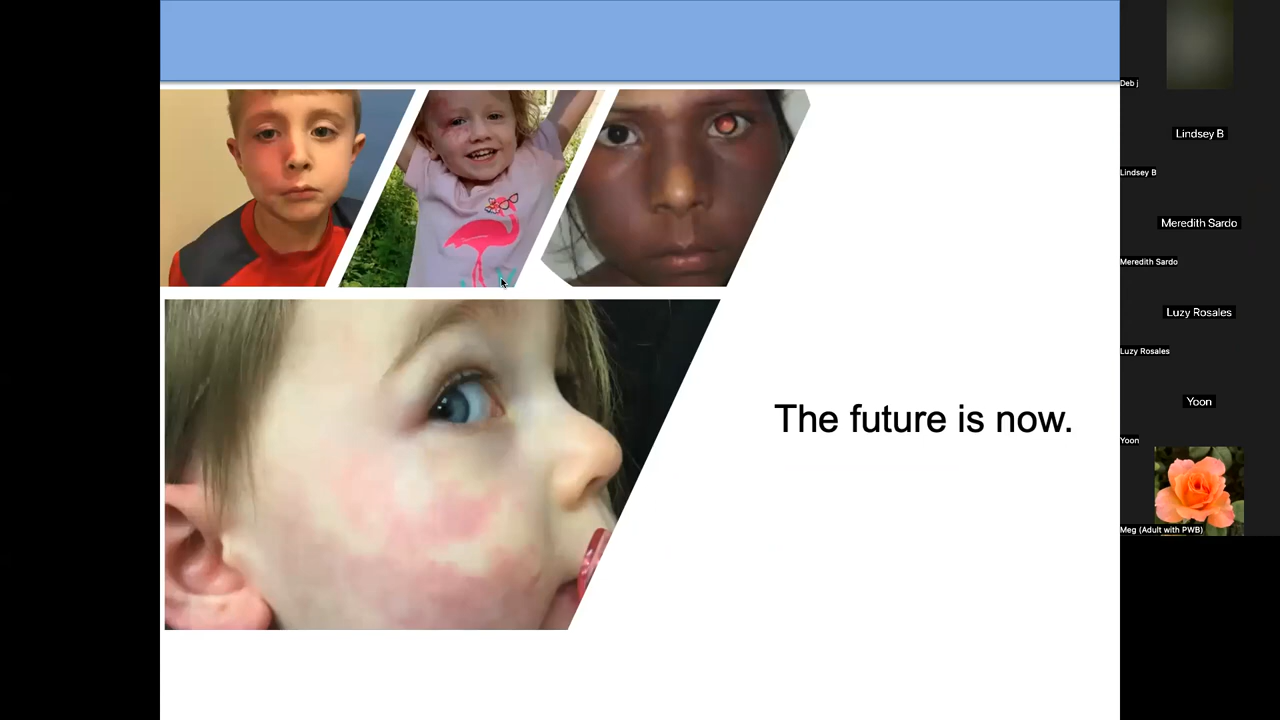 The future is now.
Deb j
Lindsey B
Lindsey B
Meredith Sardo
Meredith Sardo
Luzy Rosales
Luzy Rosales
Yoon
Yoon
Meg (Adult with PWB)